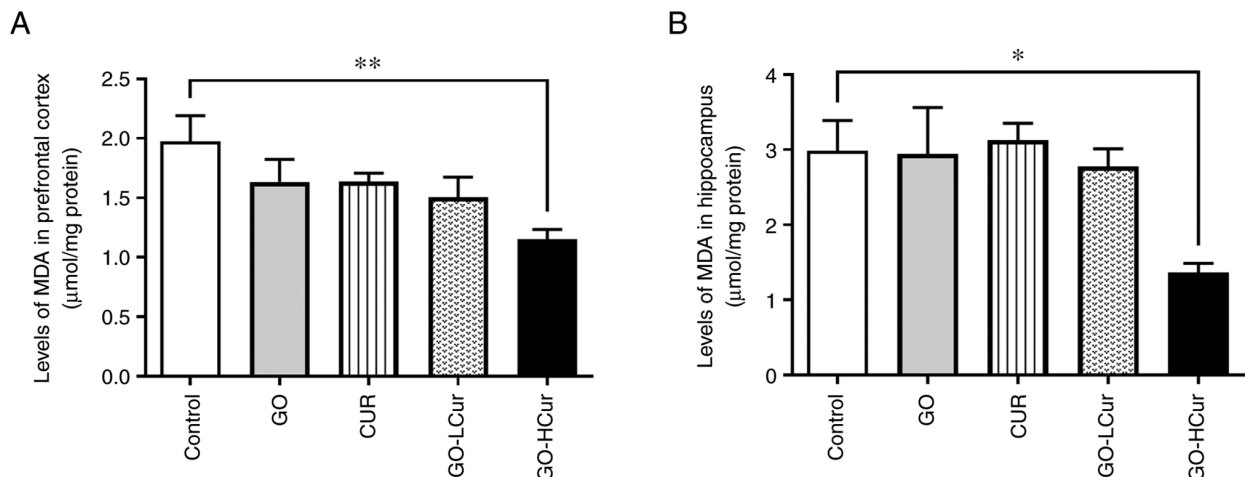 A
Levels of MDA in prefrontal cortex
(µmol/mg protein)
2.5
2.0
1.5
1.0
0.5
0.0
**
Control
GO
CUR
GO-LCur
GO-HCur
B
Levels of MDA in hippocampus
(µmol/mg protein)
4
3
2
1
0
*
Control
GO
CUR
GO-LCur
GO-HCur